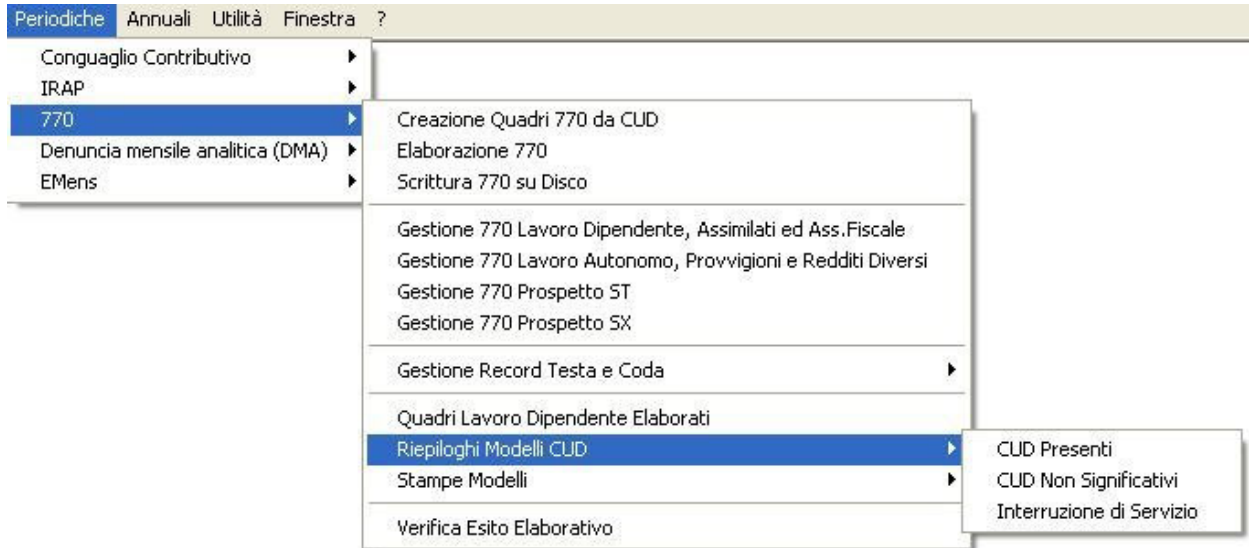 Periodiche Annuali Utilità Finestra ?
Conguaglio Contributivo
IRAP
770
Denuncia mensile analitica (DMA)
EMens
Creazione Quadri 770 da CUD
Elaborazione 770
Scrittura 770 su Disco
Gestione 770 Lavoro Dipendente, Assimilati ed Ass.Fiscale
Gestione 770 Lavoro Autonomo, Provvigioni e Redditi Diversi
Gestione 770 Prospetto ST
Gestione 770 Prospetto SX
Gestione Record Testa e Coda
Quadri Lavoro Dipendente Elaborati
Riepiloghi Modelli CUD
Stampe Modelli
Verifica Esito Elaborativo
CUD Presenti
CUD Non Significativi
Interruzione di Servizio